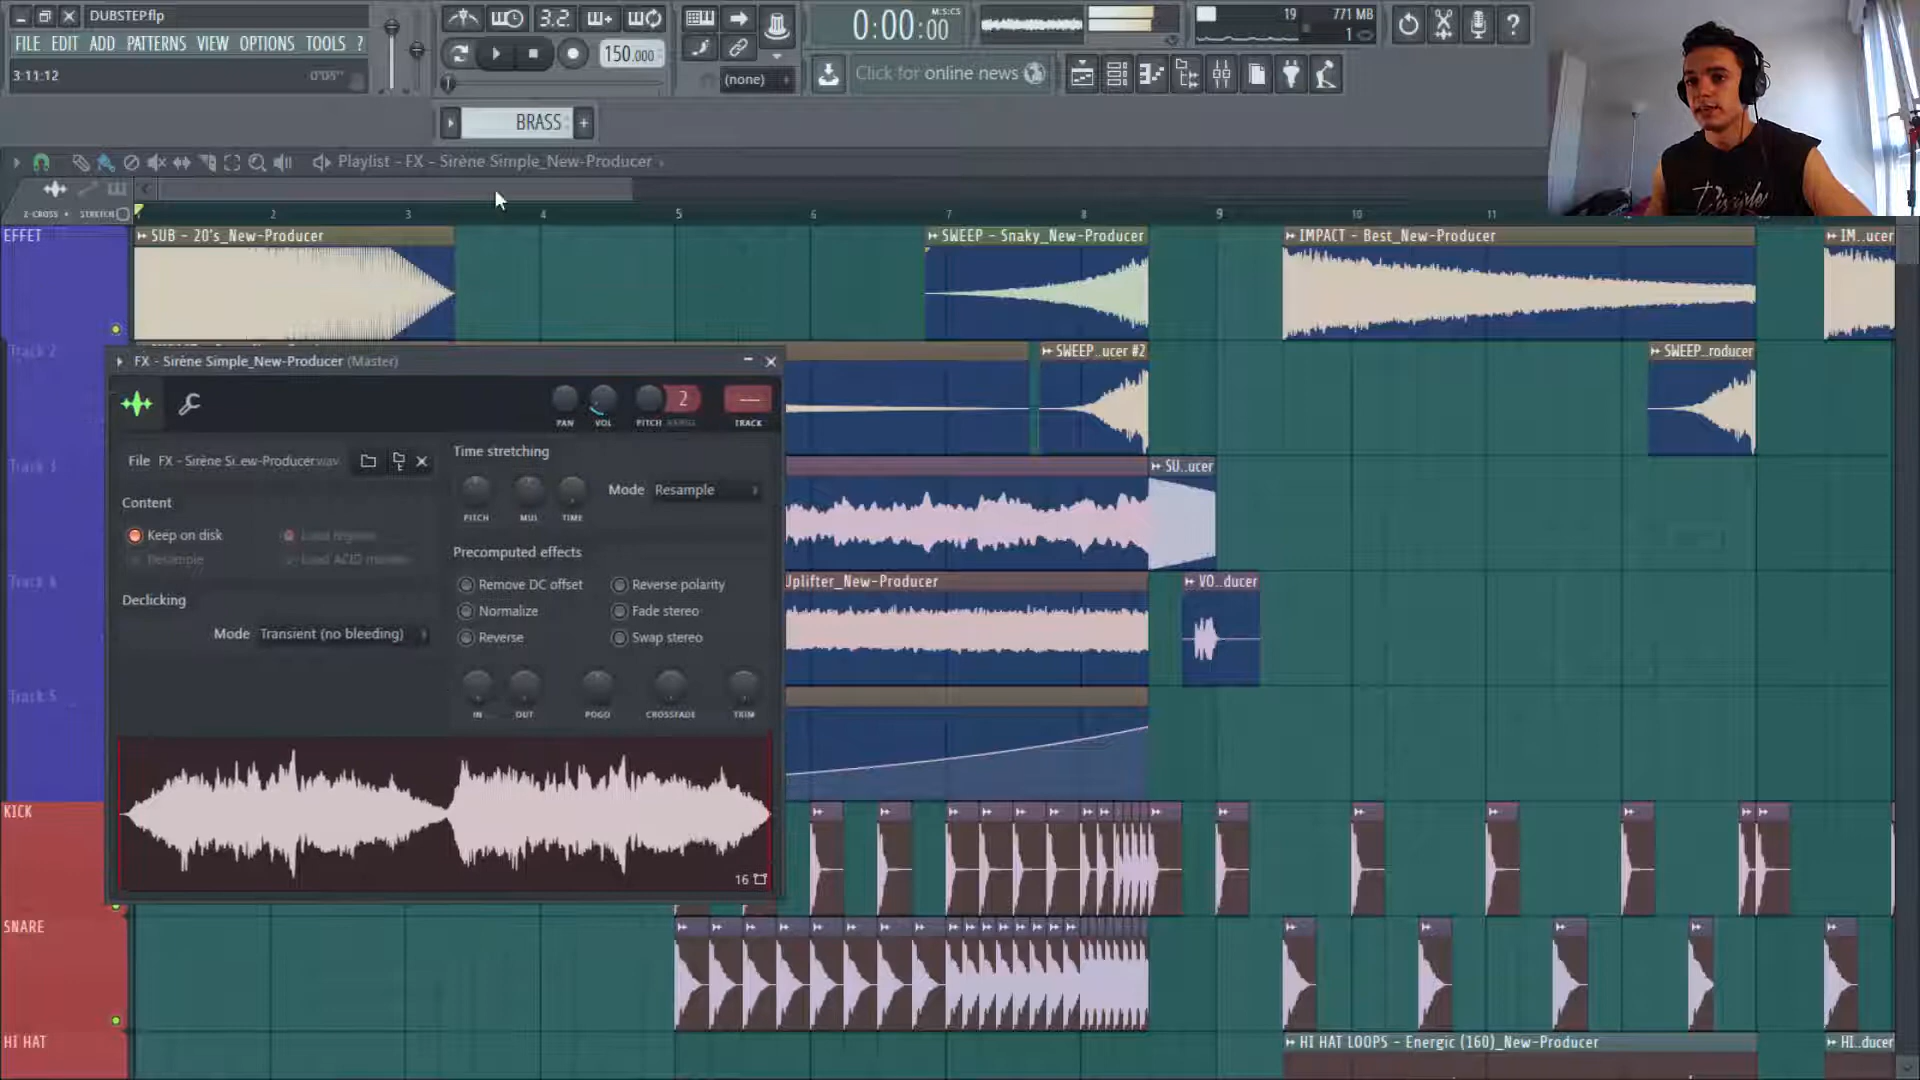 DUBSTEP.flp
FILE EDIT ADD PATTERNS VIEW OPTIONS TOOLS ?
3:11:12 0'05"
3.2.
150.000
(none)
0:00:00
M:S:CS
Click for online news
19 771 MB
1
BRASS
Playlist - FX - Sirène Simple_New-Producer
Z-CROSS STRETCH
2 3 4 5 6 7 8 9 10 11
EFFET
SUB - 20's_New-Producer
SWEEP - Snaky_New-Producer
IMPACT - Best_New-Producer
IM..ucer
Track 2
SWEEP..ucer #2
SWEEP..roducer
FX - Sirène Simple_New-Producer (Master)
PAN VOL PITCH RANGE TRACK
2
Track 3
SU..ucer
File FX - Sirène Si..ew-Producer.wav
Time stretching
Mode Resample
PITCH MUL TIME
Content
Keep on disk
Load regions
Resample
Load ACID markers
Precomputed effects
Remove DC offset
Reverse polarity
Normalize
Fade stereo
Reverse
Swap stereo
Declicking
Mode Transient (no bleeding)
IN OUT POGO CROSSFADE TRIM
16
Track 4
Uplifter_New-Producer
VO..ducer
Track 5
KICK
SNARE
HI HAT
HI HAT LOOPS - Energic (160)_New-Producer
HI..ducer